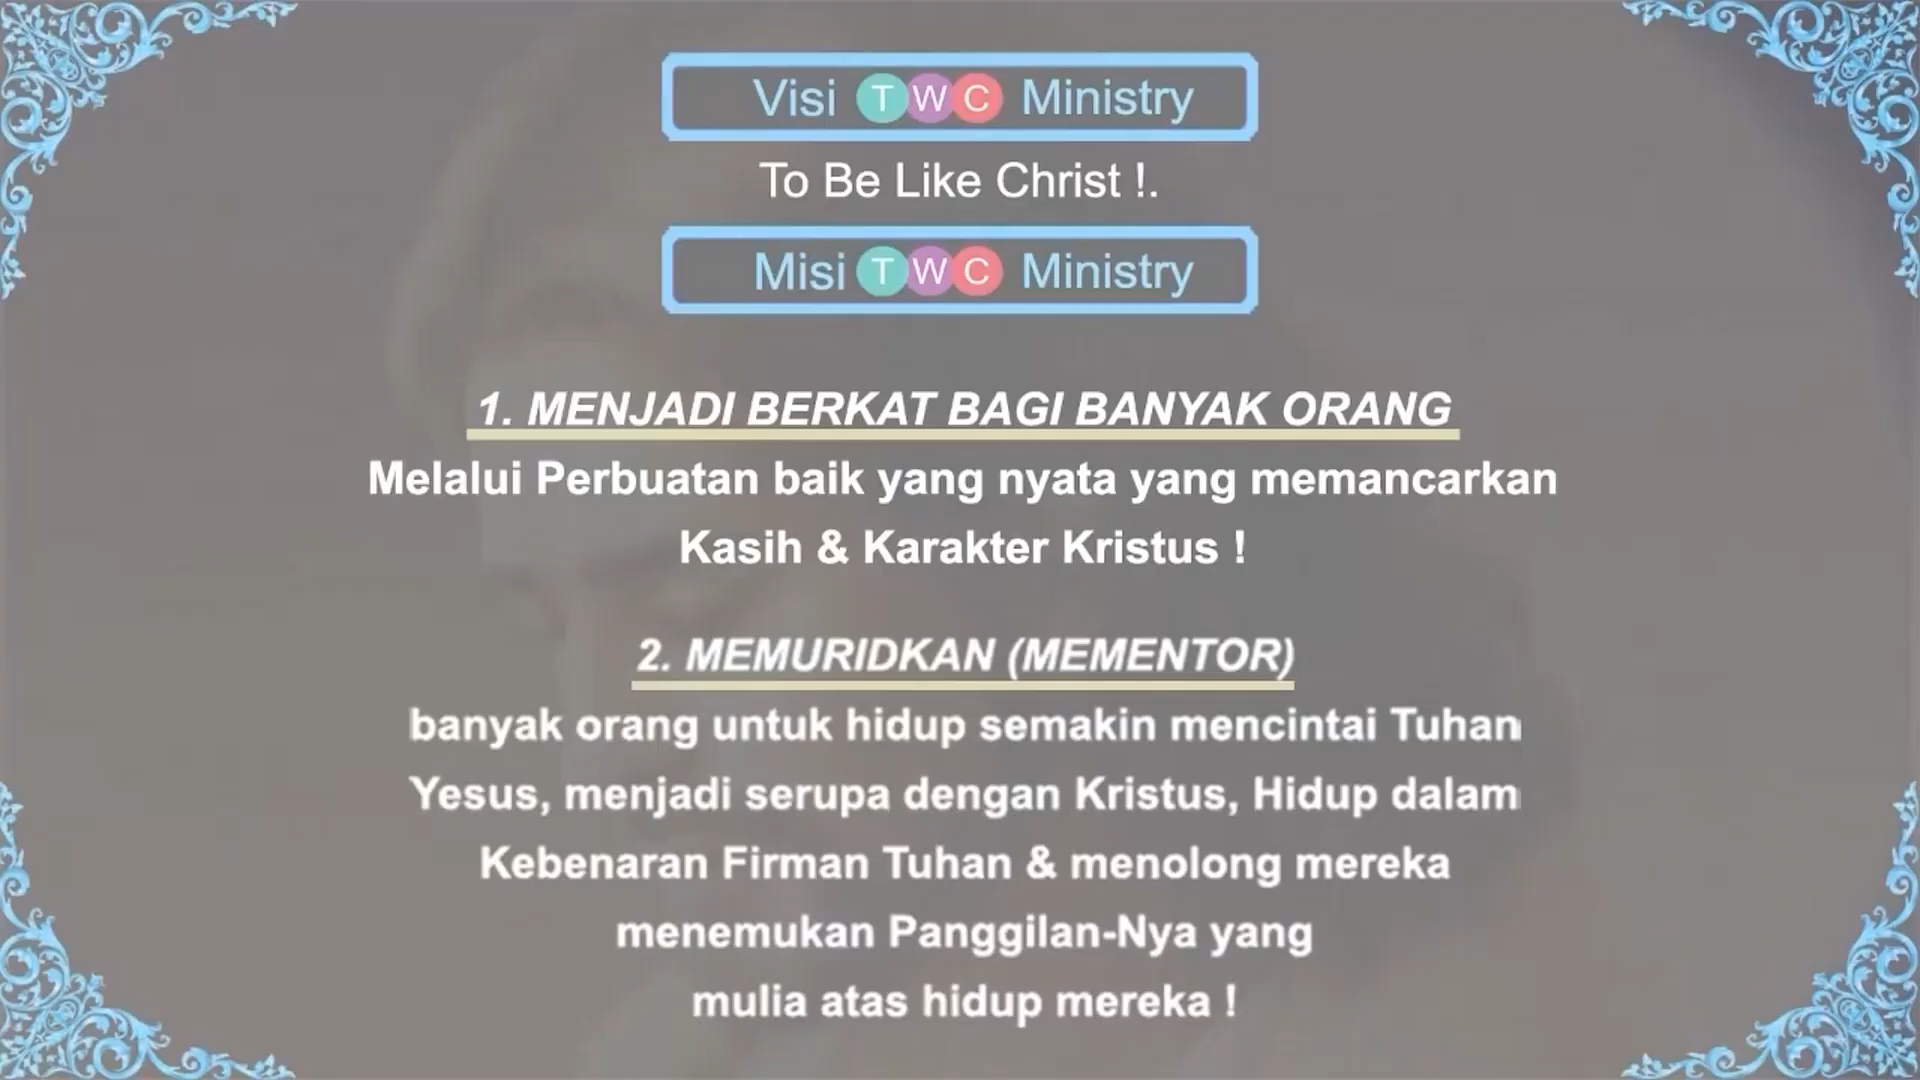 Visi TWC Ministry
To Be Like Christ !.
Misi TWC Ministry
1. MENJADI BERKAT BAGI BANYAK ORANG
Melalui Perbuatan baik yang nyata yang memancarkan
Kasih & Karakter Kristus !
2. MEMURIDKAN (MEMENTOR)
banyak orang untuk hidup semakin mencintai Tuhan
Yesus, menjadi serupa dengan Kristus, Hidup dalam
Kebenaran Firman Tuhan & menolong mereka
menemukan Panggilan-Nya yang
mulia atas hidup mereka !